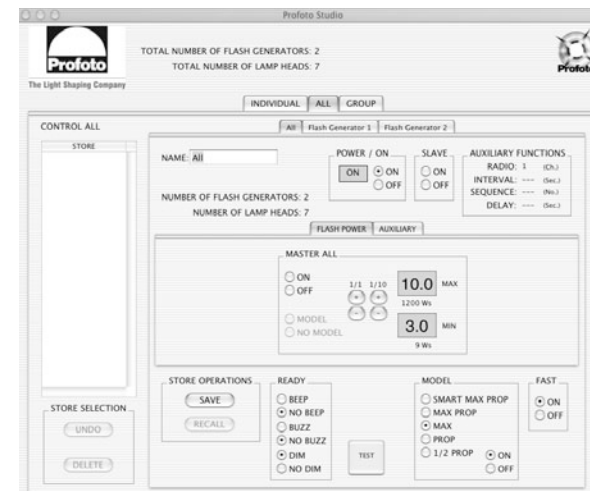 Profoto Studio
Profoto
The Light Shaping Company
TOTAL NUMBER OF FLASH GENERATORS: 2
TOTAL NUMBER OF LAMP HEADS: 7
Profoto
INDIVIDUAL ALL GROUP
CONTROL ALL
STORE
All Flash Generator 1 Flash Generator 2
NAME: All
NUMBER OF FLASH GENERATORS: 2
NUMBER OF LAMP HEADS: 7
POWER / ON
ON
ON
OFF
SLAVE
ON
OFF
AUXILIARY FUNCTIONS
RADIO: 1 (Ch.)
INTERVAL: --- (Sec.)
SEQUENCE: --- (No.)
DELAY: --- (Sec.)
FLASH POWER AUXILIARY
MASTER ALL
ON
OFF
MODEL
NO MODEL
1/1 1/10
+ +
- -
10.0 MAX
1200 Ws
3.0 MIN
9 Ws
STORE SELECTION
UNDO
DELETE
STORE OPERATIONS
SAVE
RECALL
READY
BEEP
NO BEEP
BUZZ
NO BUZZ
DIM
NO DIM
TEST
MODEL
SMART MAX PROP
MAX PROP
MAX
PROP
1/2 PROP
ON
OFF
FAST
ON
OFF